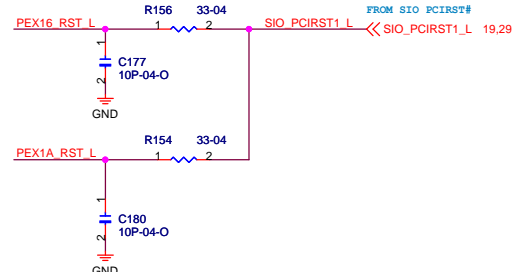 FROM SIO PCIRST#
R156 33-04
PEX16_RST_L 1 2 SIO_PCIRST1_L SIO_PCIRST1_L 19,29
1
C177
10P-04-O
2
GND
R154 33-04
PEX1A_RST_L 1 2
1
C180
10P-04-O
2
GND